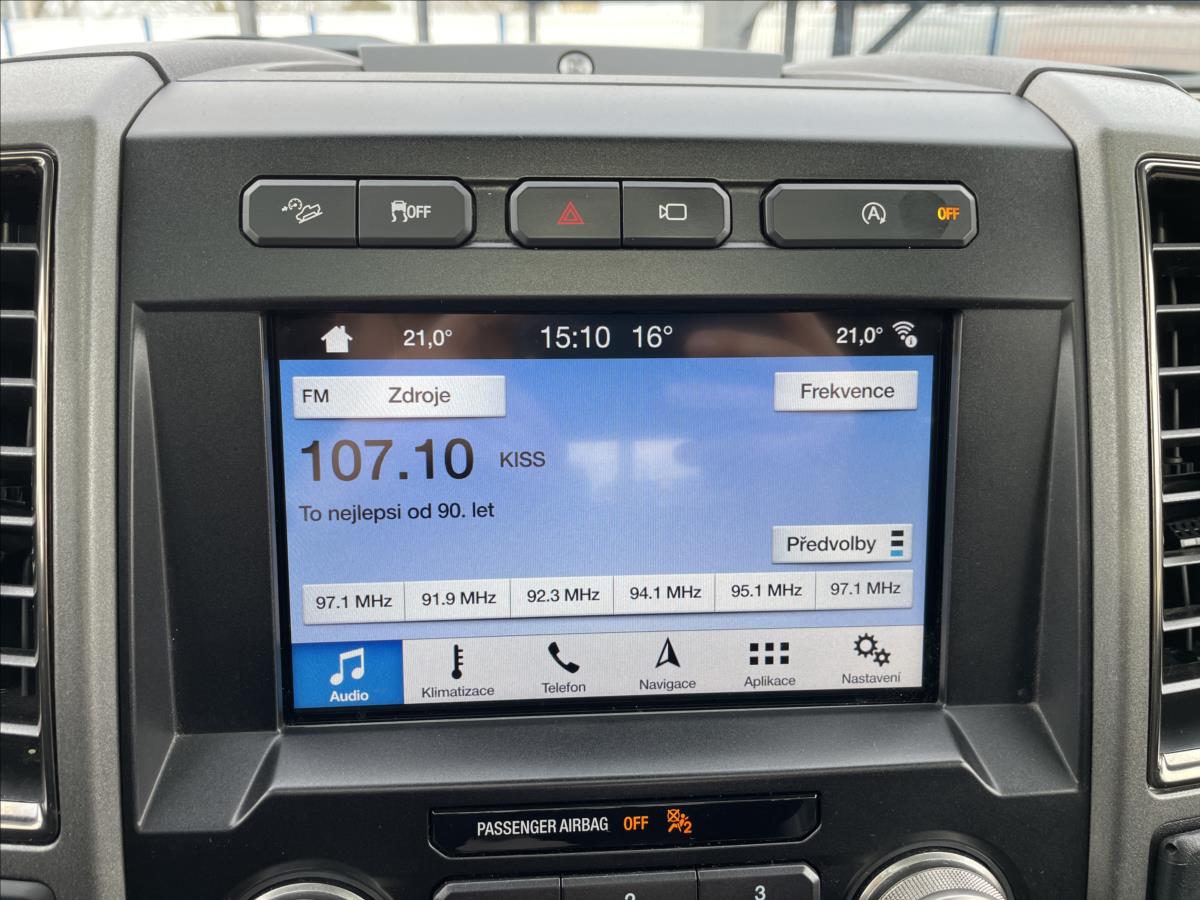 OFF
A OFF
21,0° 15:10 16° 21,0°
FM Zdroje Frekvence
107.10 KISS
To nejlepsi od 90. let
Předvolby
97.1 MHz 91.9 MHz 92.3 MHz 94.1 MHz 95.1 MHz 97.1 MHz
Audio Klimatizace Telefon Navigace Aplikace Nastavení
PASSENGER AIRBAG OFF 2
2 3